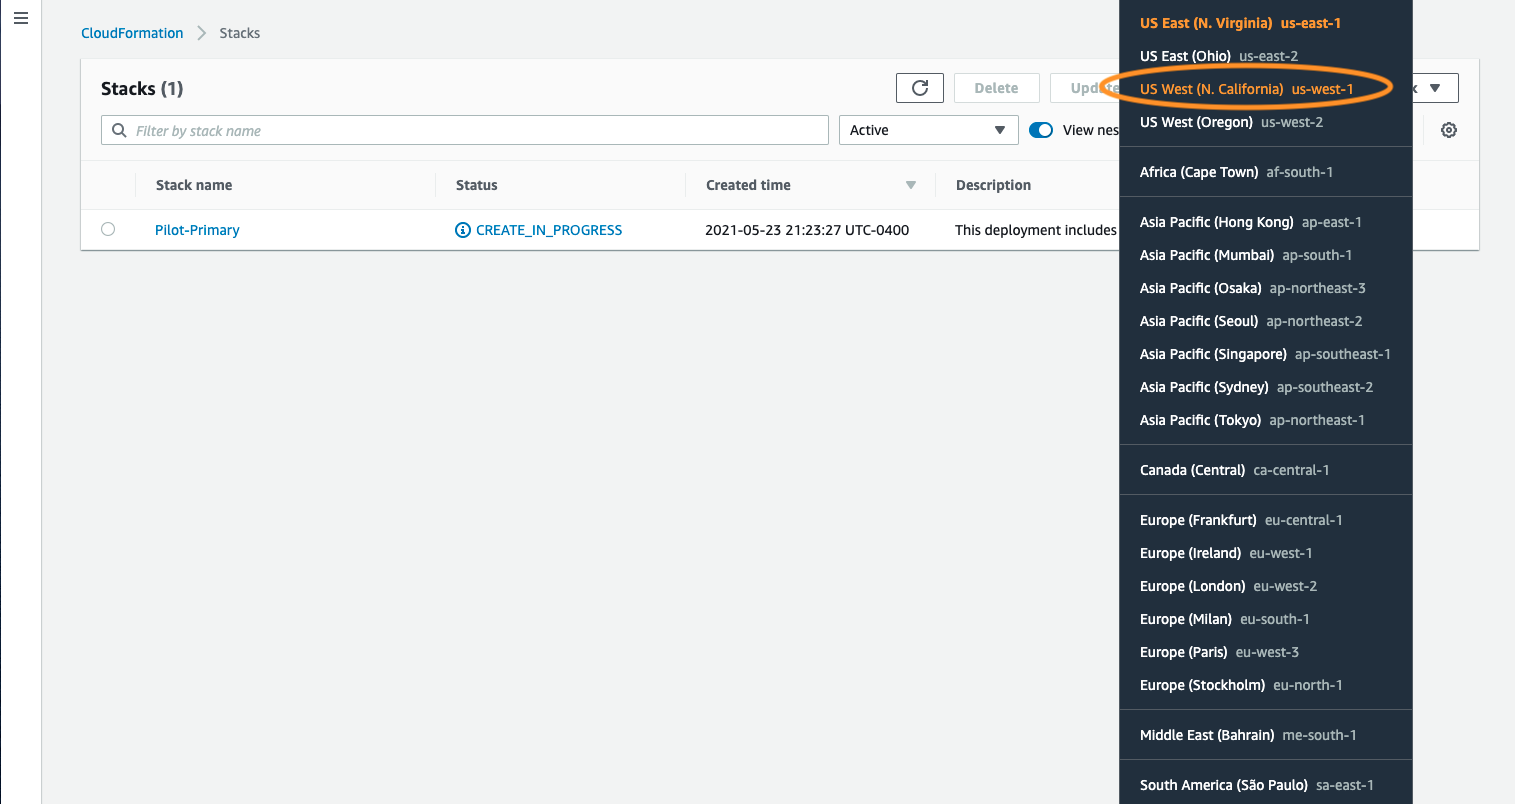 CloudFormation > Stacks
Stacks (1)
Delete
Update
Filter by stack name
Active
View nes
Stack name Status Created time Description
Pilot-Primary CREATE_IN_PROGRESS 2021-05-23 21:23:27 UTC-0400 This deployment includes
US East (N. Virginia) us-east-1
US East (Ohio) us-east-2
US West (N. California) us-west-1
US West (Oregon) us-west-2
Africa (Cape Town) af-south-1
Asia Pacific (Hong Kong) ap-east-1
Asia Pacific (Mumbai) ap-south-1
Asia Pacific (Osaka) ap-northeast-3
Asia Pacific (Seoul) ap-northeast-2
Asia Pacific (Singapore) ap-southeast-1
Asia Pacific (Sydney) ap-southeast-2
Asia Pacific (Tokyo) ap-northeast-1
Canada (Central) ca-central-1
Europe (Frankfurt) eu-central-1
Europe (Ireland) eu-west-1
Europe (London) eu-west-2
Europe (Milan) eu-south-1
Europe (Paris) eu-west-3
Europe (Stockholm) eu-north-1
Middle East (Bahrain) me-south-1
South America (São Paulo) sa-east-1